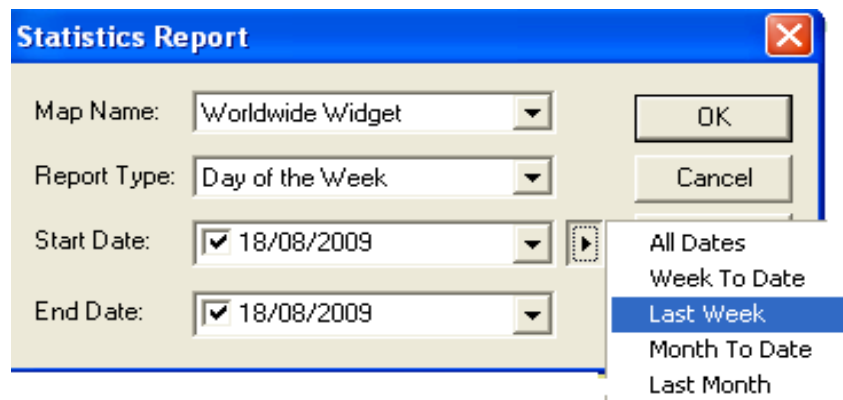 Statistics Report
Map Name: Worldwide Widget OK
Report Type: Day of the Week Cancel
Start Date: 18/08/2009
All Dates
Week To Date
End Date: 18/08/2009 Last Week
Month To Date
Last Month